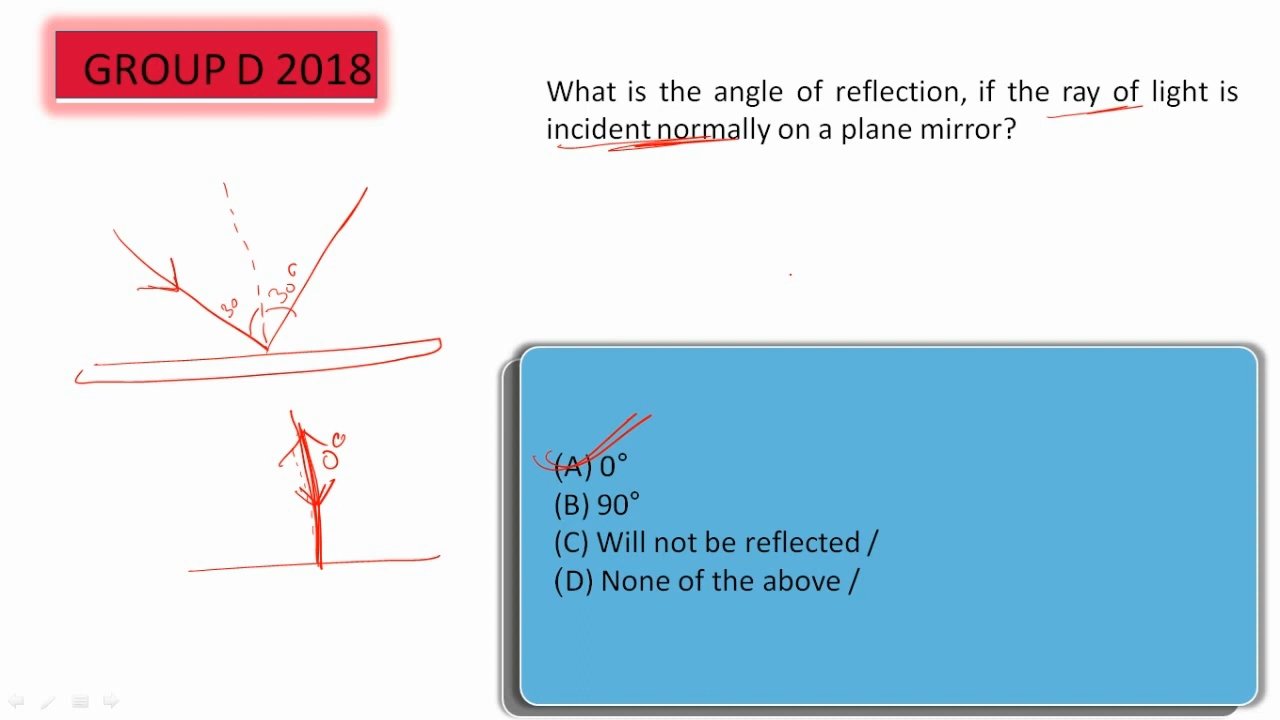 GROUP D 2018
What is the angle of reflection, if the ray of light is
incident normally on a plane mirror?
30
30°
0°
(A) 0°
(B) 90°
(C) Will not be reflected /
(D) None of the above /